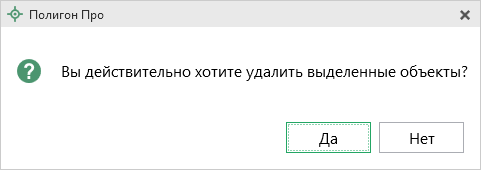 Полигон Про
Вы действительно хотите удалить выделенные объекты?
Да
Нет